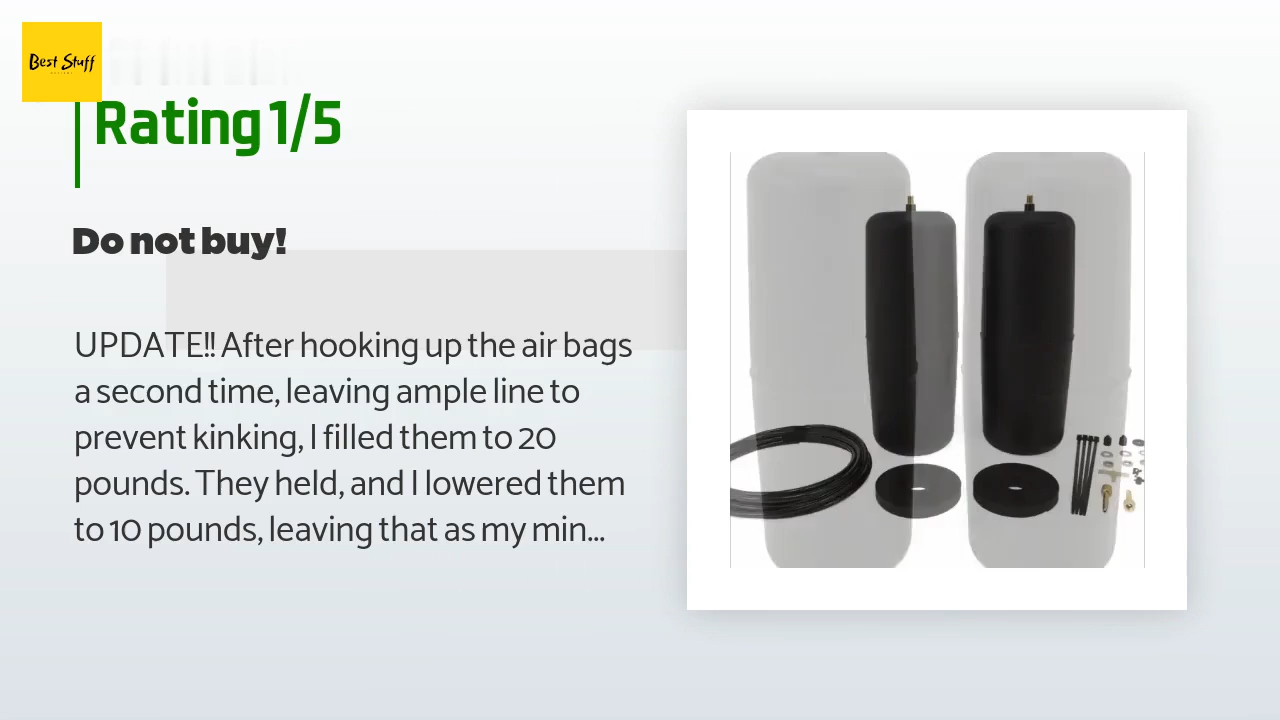 Best Stuff
Rating 1/5
Do not buy!
UPDATE!! After hooking up the air bags
a second time, leaving ample line to
prevent kinking, I filled them to 20
pounds. They held, and I lowered them
to 10 pounds, leaving that as my min...